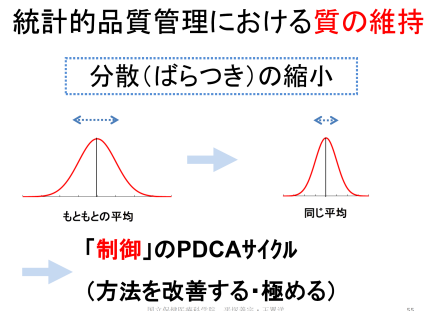 統計的品質管理における質の維持
分散（ばらつき）の縮小
もともとの平均
同じ平均
「制御」のPDCAサイクル
（方法を改善する・極める）
55